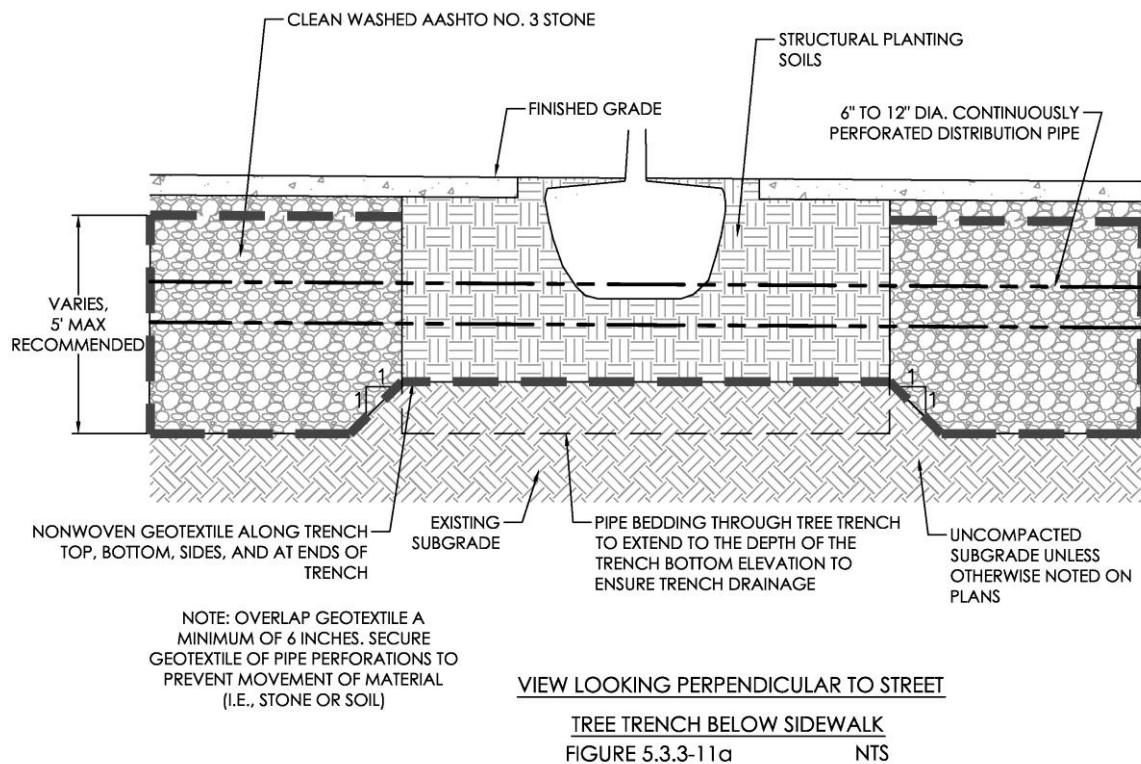 CLEAN WASHED AASHTO NO. 3 STONE
STRUCTURAL PLANTING
SOILS
FINISHED GRADE
6" TO 12" DIA. CONTINUOUSLY
PERFORATED DISTRIBUTION PIPE
VARIES,
5' MAX
RECOMMENDED
1
1
1
1
NONWOVEN GEOTEXTILE ALONG TRENCH
TOP, BOTTOM, SIDES, AND AT ENDS OF
TRENCH
EXISTING
SUBGRADE
PIPE BEDDING THROUGH TREE TRENCH
TO EXTEND TO THE DEPTH OF THE
TRENCH BOTTOM ELEVATION TO
ENSURE TRENCH DRAINAGE
UNCOMPACTED
SUBGRADE UNLESS
OTHERWISE NOTED ON
PLANS
NOTE: OVERLAP GEOTEXTILE A
MINIMUM OF 6 INCHES. SECURE
GEOTEXTILE OF PIPE PERFORATIONS TO
PREVENT MOVEMENT OF MATERIAL
(I.E., STONE OR SOIL)
VIEW LOOKING PERPENDICULAR TO STREET
TREE TRENCH BELOW SIDEWALK
FIGURE 5.3.3-11a NTS